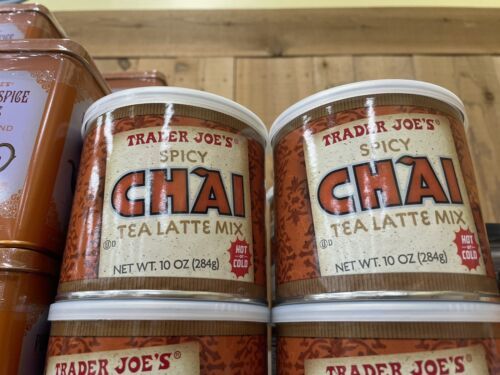 SPICE
TRADER JOE'S®
SPICY
CHAI
TEA LATTE MIX
HOT
OR
COLD
D
NET WT. 10 OZ (284g)
TRADER JOE'S®
SPICY
CHAI
TEA LATTE MIX
HOT
OR
COLD
D
NET WT. 10 OZ (284g)
TRADER JOE'S®
TRADER JOE'S®